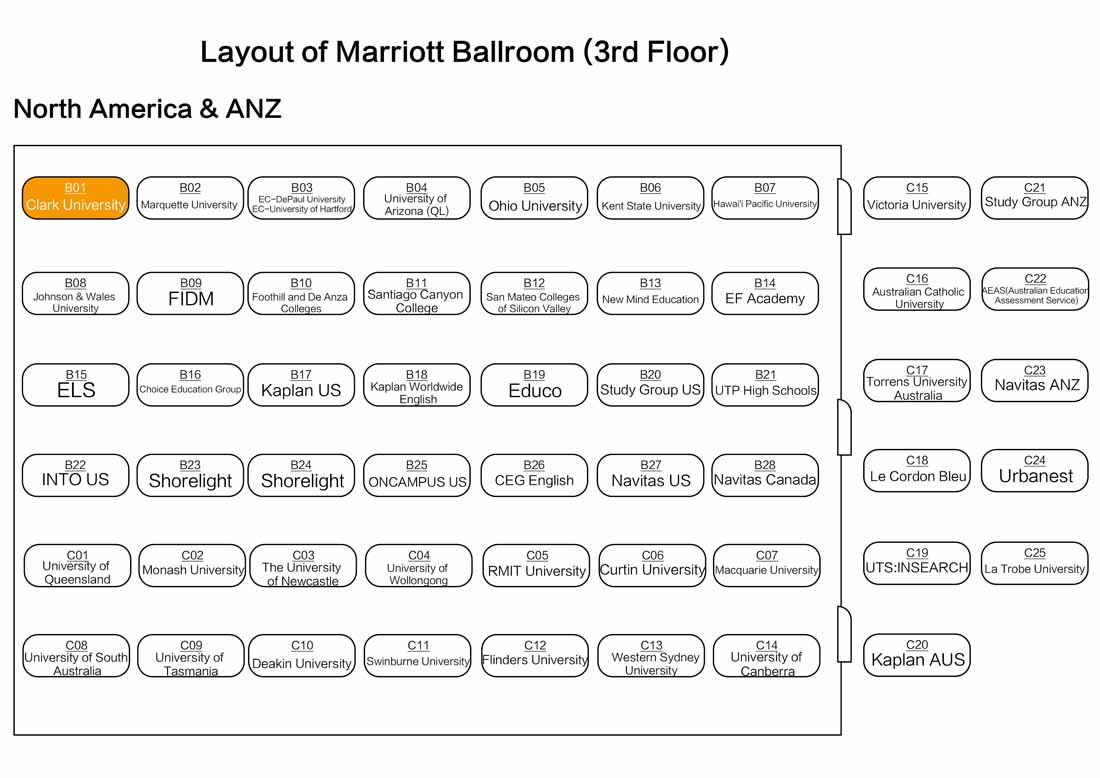 Layout of Marriott Ballroom (3rd Floor)
North America & ANZ
B01
Clark University
B02
Marquette University
B03
EC-DePaul University
EC-University of Hartford
B04
University of
Arizona (QL)
B05
Ohio University
B06
Kent State University
B07
Hawai'i Pacific University
C15
Victoria University
C21
Study Group ANZ
B08
Johnson & Wales
University
B09
FIDM
B10
Foothill and De Anza
Colleges
B11
Santiago Canyon
College
B12
San Mateo Colleges
of Silicon Valley
B13
New Mind Education
B14
EF Academy
C16
Australian Catholic
University
C22
AEAS(Australian Education
Assessment Service)
B15
ELS
B16
Choice Education Group
B17
Kaplan US
B18
Kaplan Worldwide
English
B19
Educo
B20
Study Group US
B21
UTP High Schools
C17
Torrens University
Australia
C23
Navitas ANZ
B22
INTO US
B23
Shorelight
B24
Shorelight
B25
ONCAMPUS US
B26
CEG English
B27
Navitas US
B28
Navitas Canada
C18
Le Cordon Bleu
C24
Urbanest
C01
University of
Queensland
C02
Monash University
C03
The University
of Newcastle
C04
University of
Wollongong
C05
RMIT University
C06
Curtin University
C07
Macquarie University
C19
UTS:INSEARCH
C25
La Trobe University
C08
University of South
Australia
C09
University of
Tasmania
C10
Deakin University
C11
Swinburne University
C12
Flinders University
C13
Western Sydney
University
C14
University of
Canberra
C20
Kaplan AUS